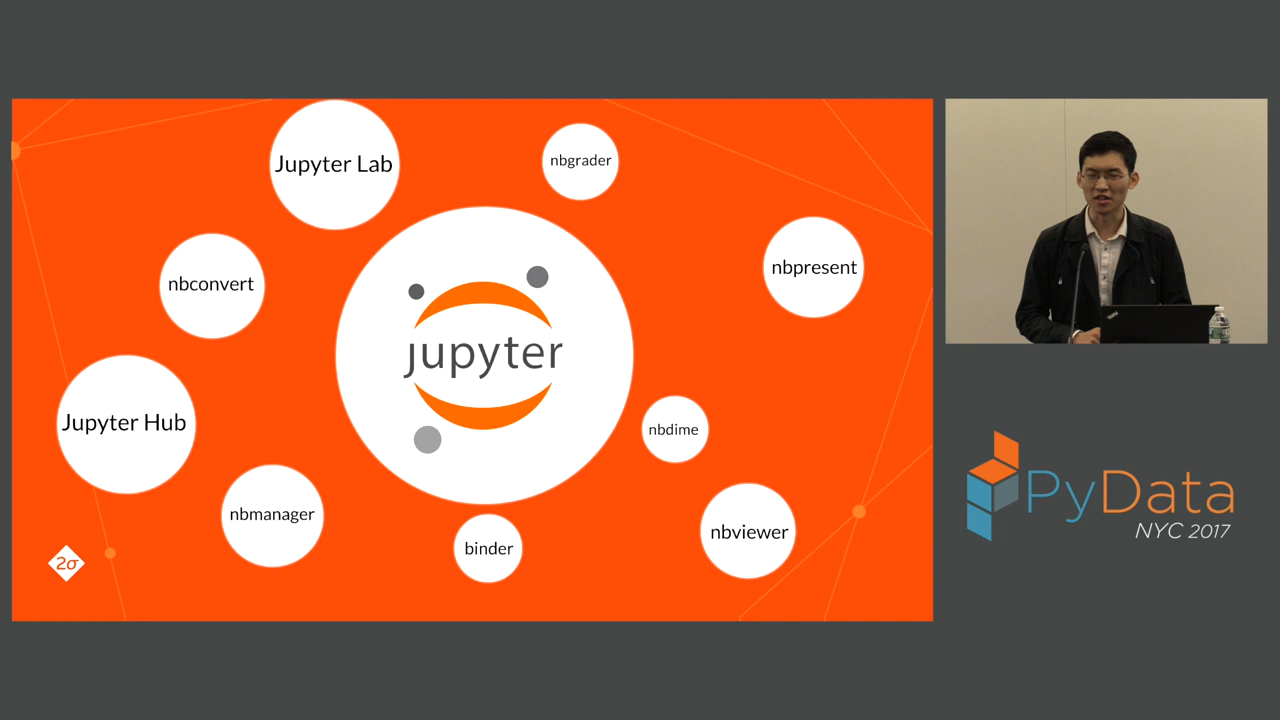 Jupyter Lab
nbgrader
nbconvert
nbpresent
jupyter
Jupyter Hub
nbdime
nbmanager
binder
nbviewer
2σ
PyData
NYC 2017